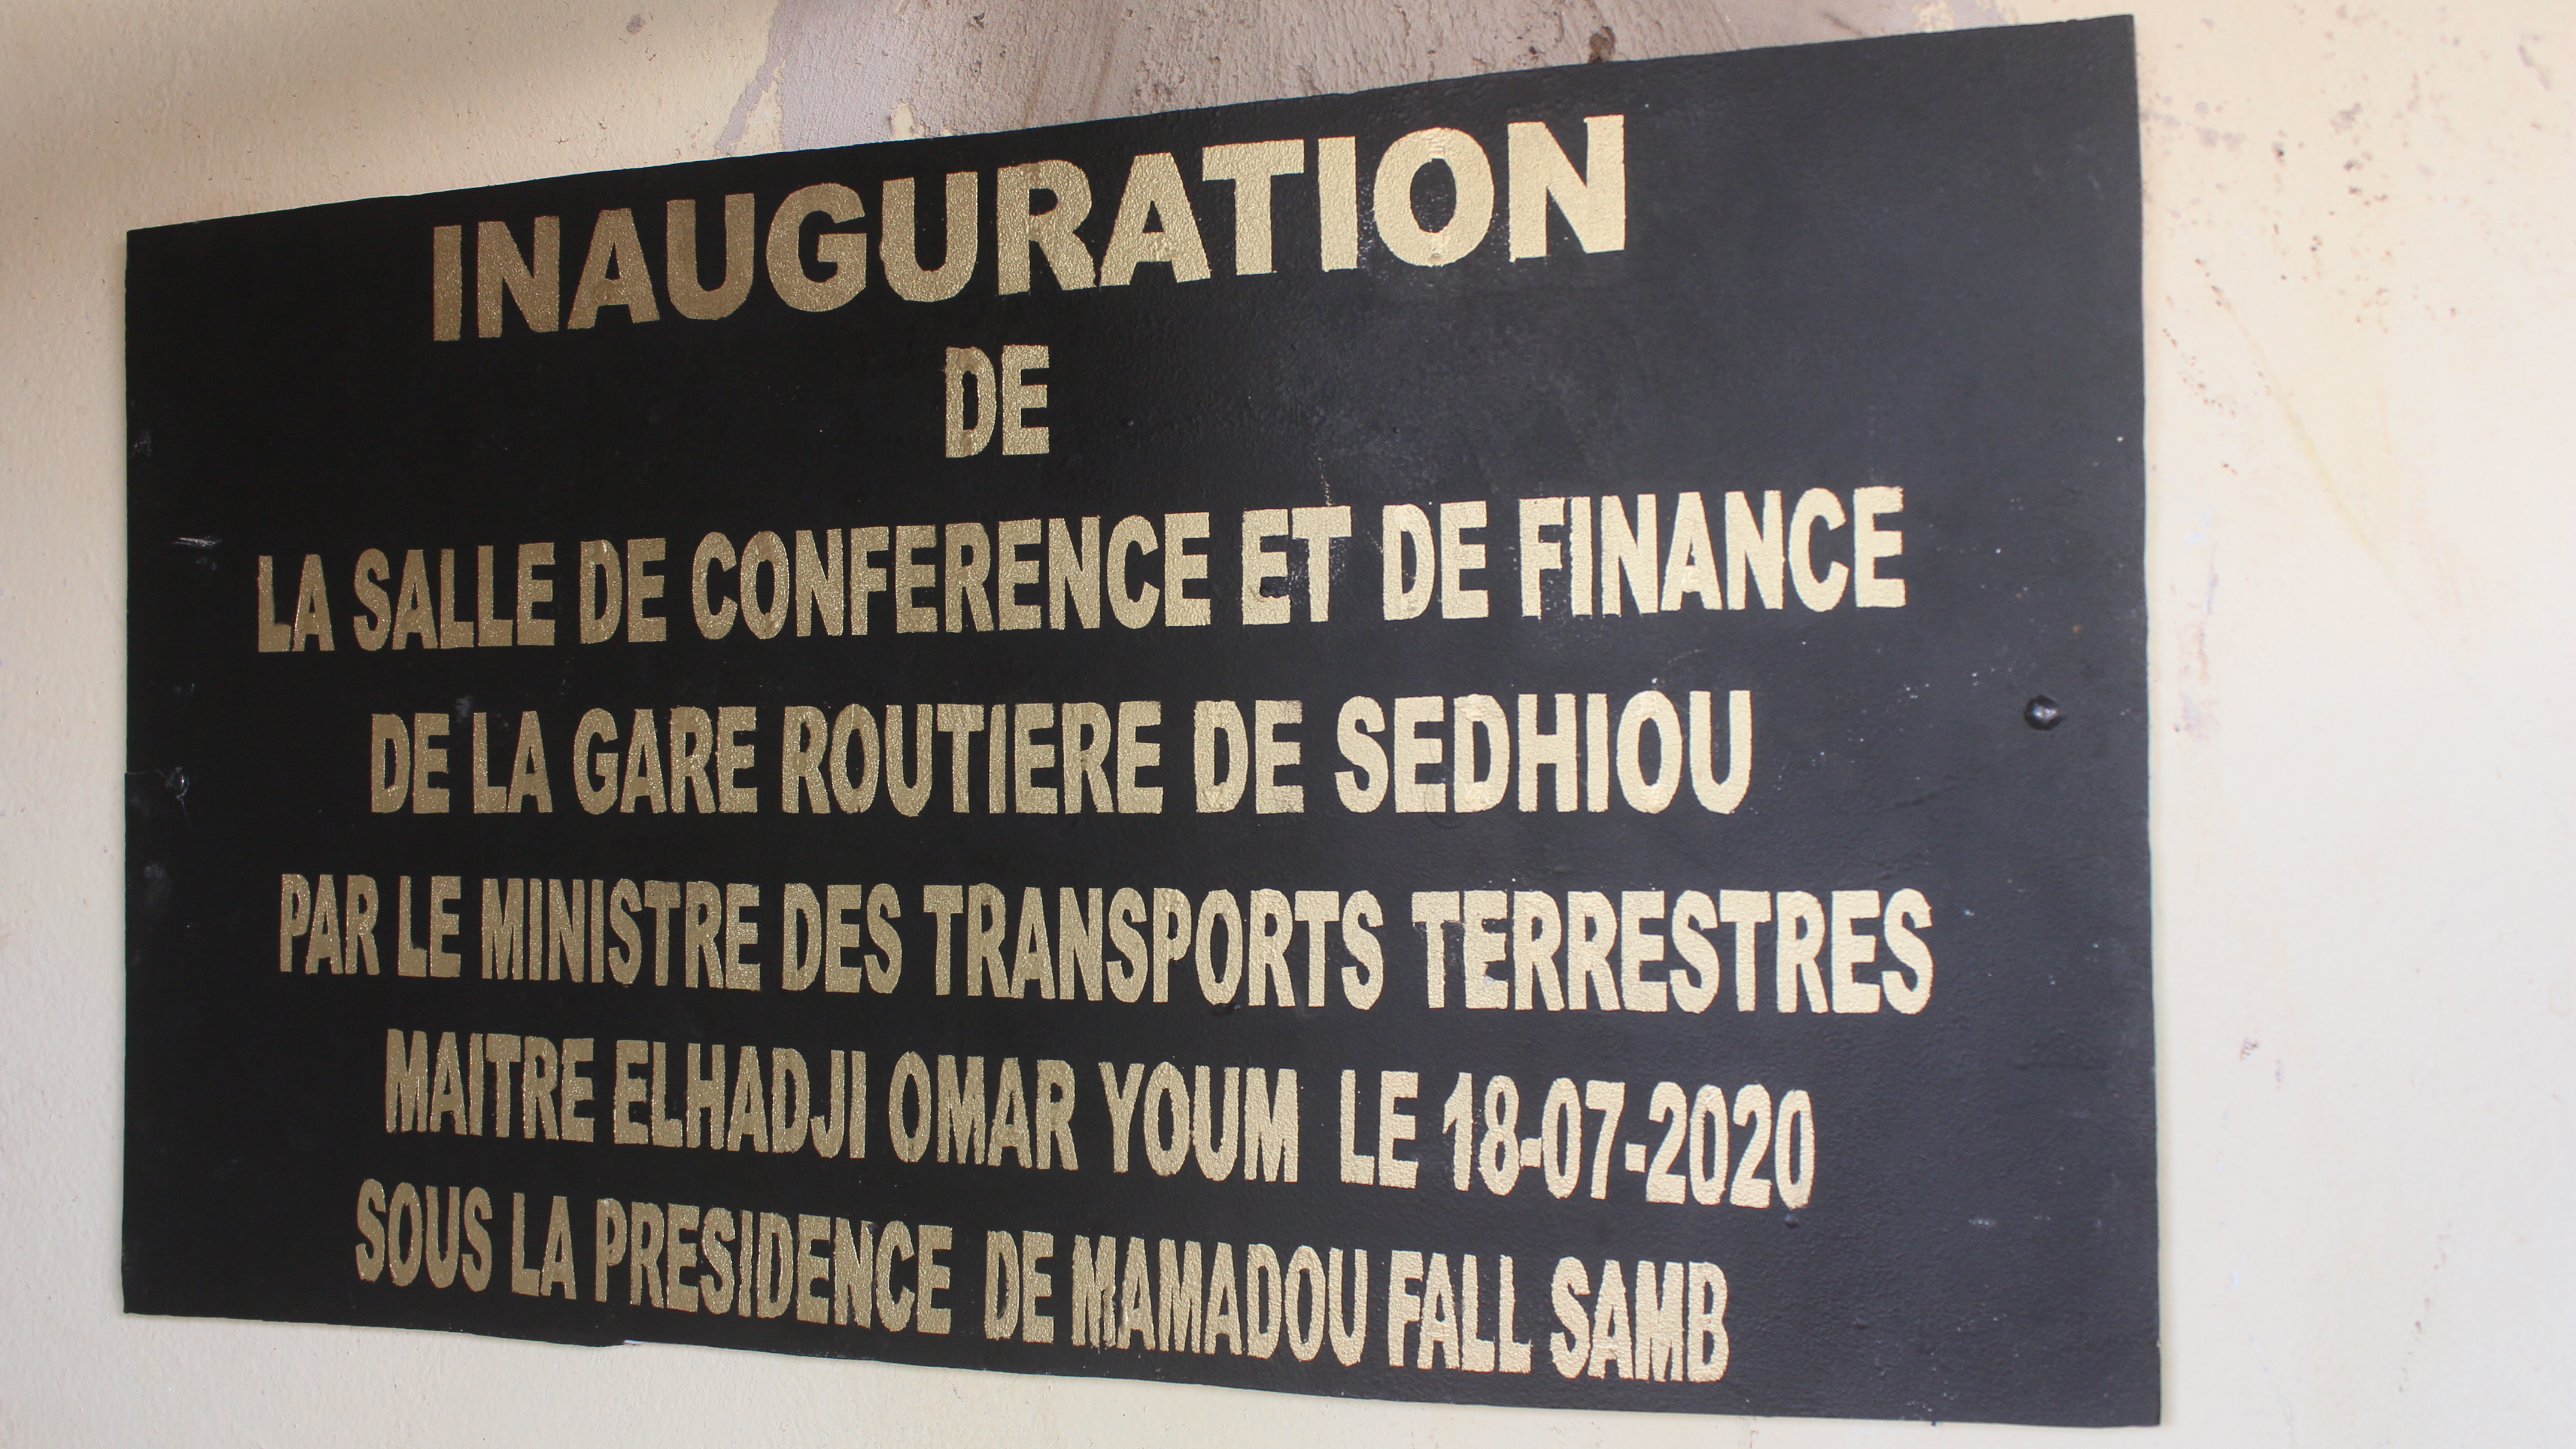 INAUGURATION
DE
LA SALLE DE CONFERENCE ET DE FINANCE
DE LA GARE ROUTIERE DE SEDHIOU
PAR LE MINISTRE DES TRANSPORTS TERRESTRES
MAITRE ELHADJI OMAR YOUM LE 18-07-2020
SOUS LA PRESIDENCE DE MAMADOU FALL SAMB